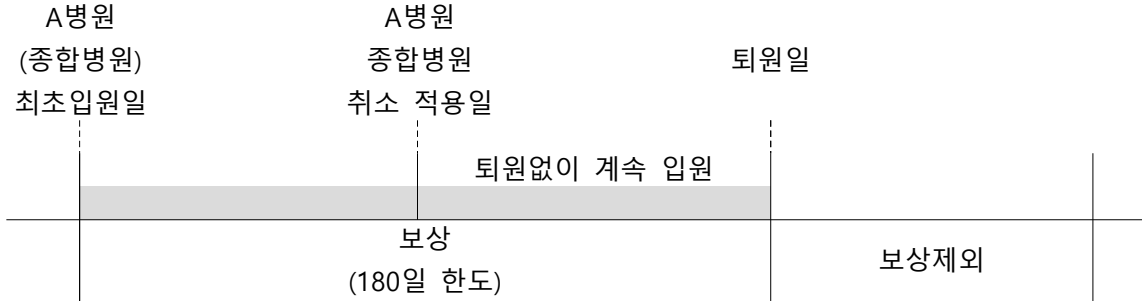 A병원
(종합병원)
최초입원일
A병원
종합병원
취소 적용일
퇴원일
퇴원없이 계속 입원
보상
(180일 한도)
보상제외